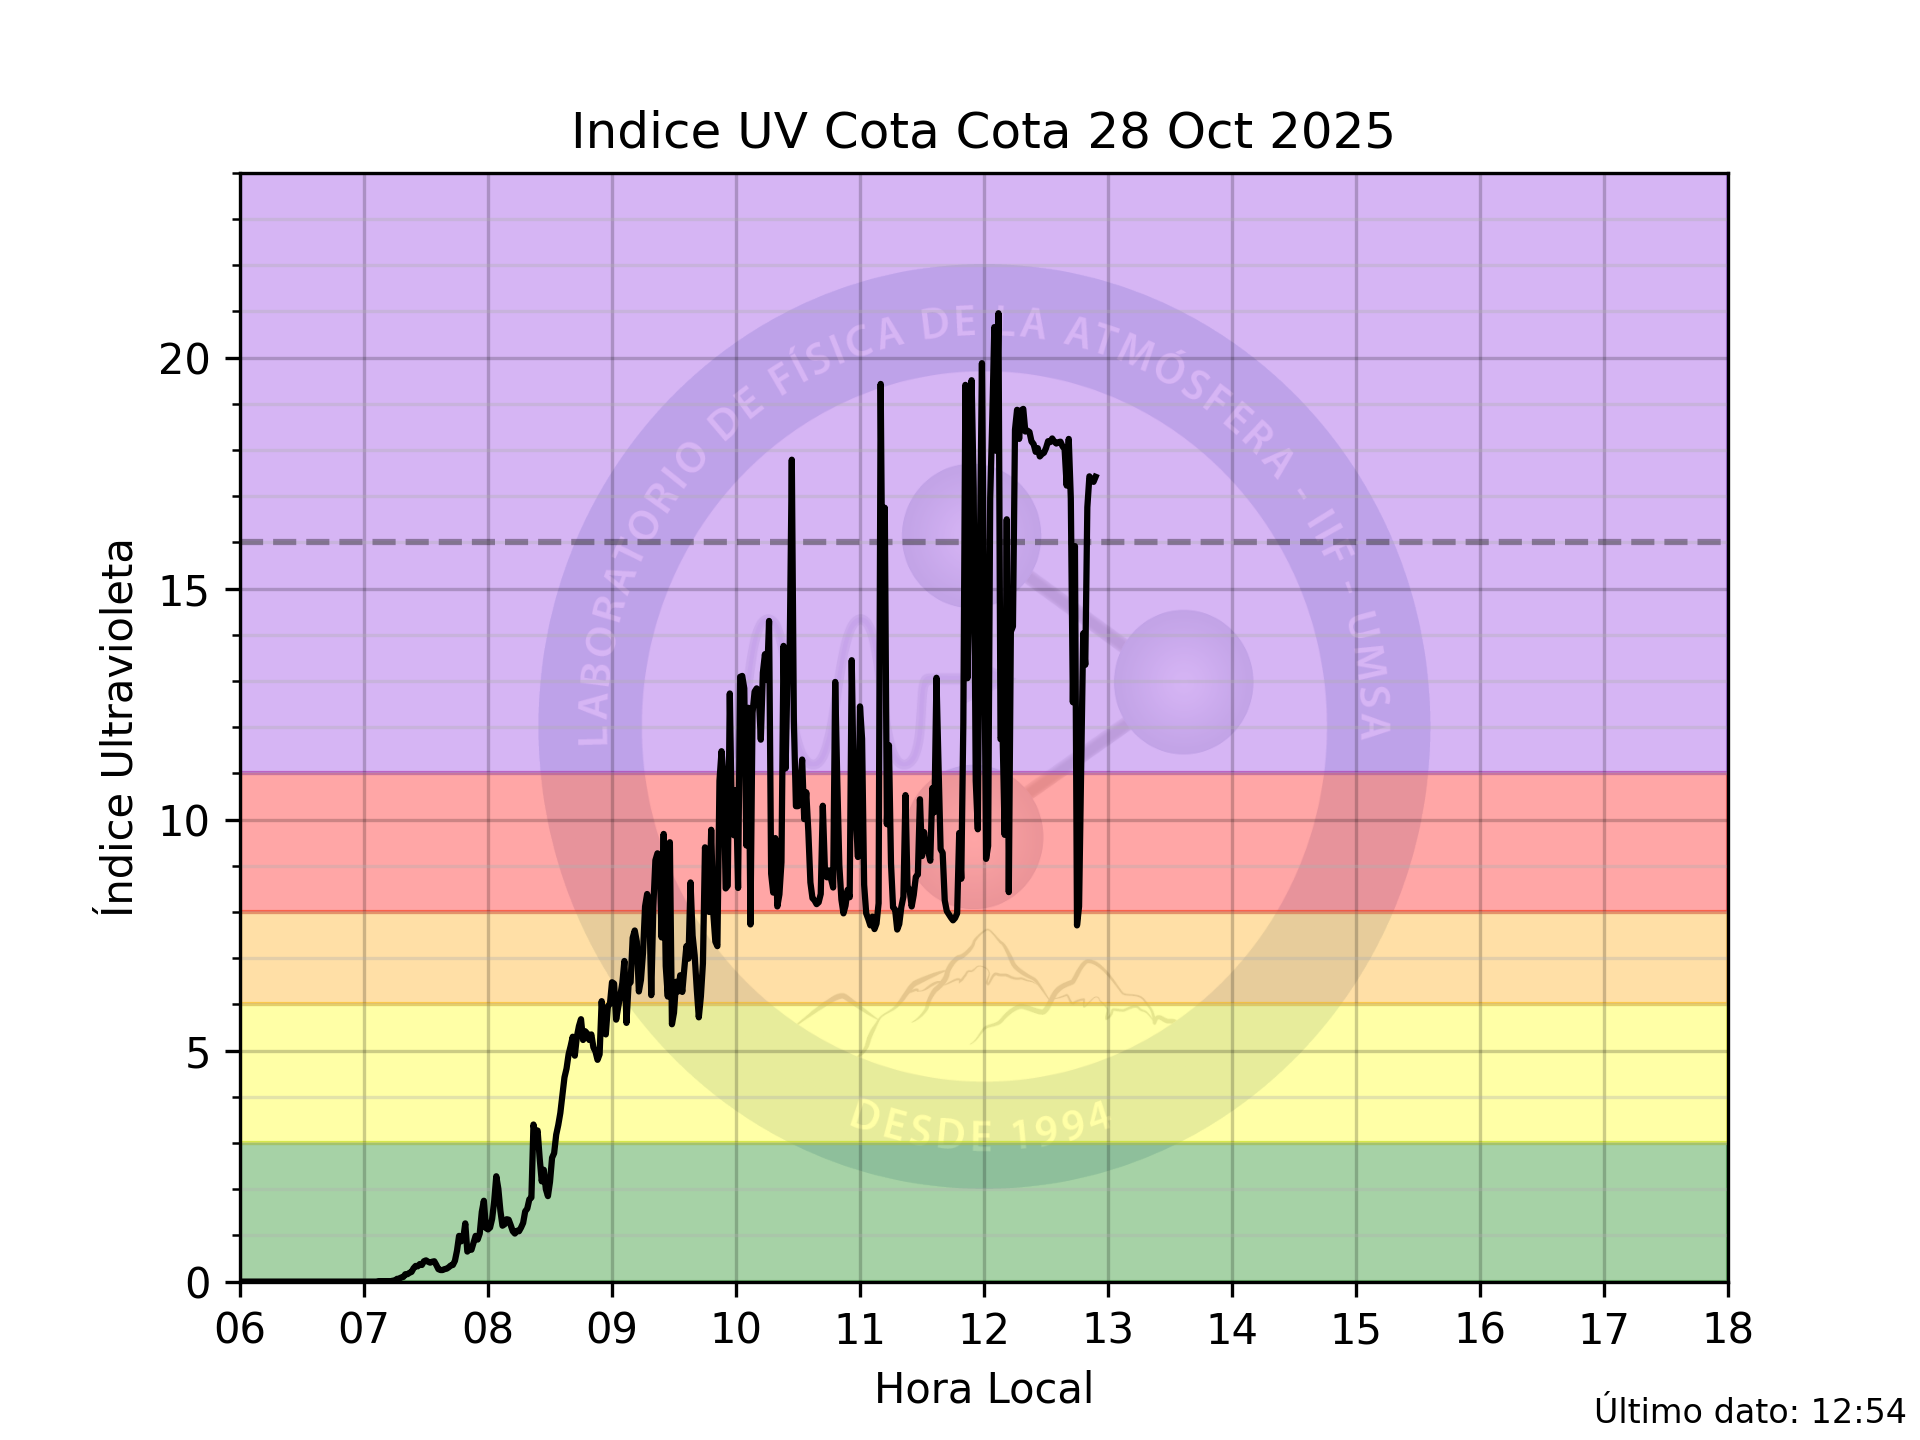 Indice UV Cota Cota 28 Oct 2025
Índice Ultravioleta
20
15
10
5
0
LABORATORIO DE FÍSICA DE LA ATMÓSFERA - IIF - UMSA
DESDE 1994
06 07 08 09 10 11 12 13 14 15 16 17 18
Hora Local
Último dato: 12:54